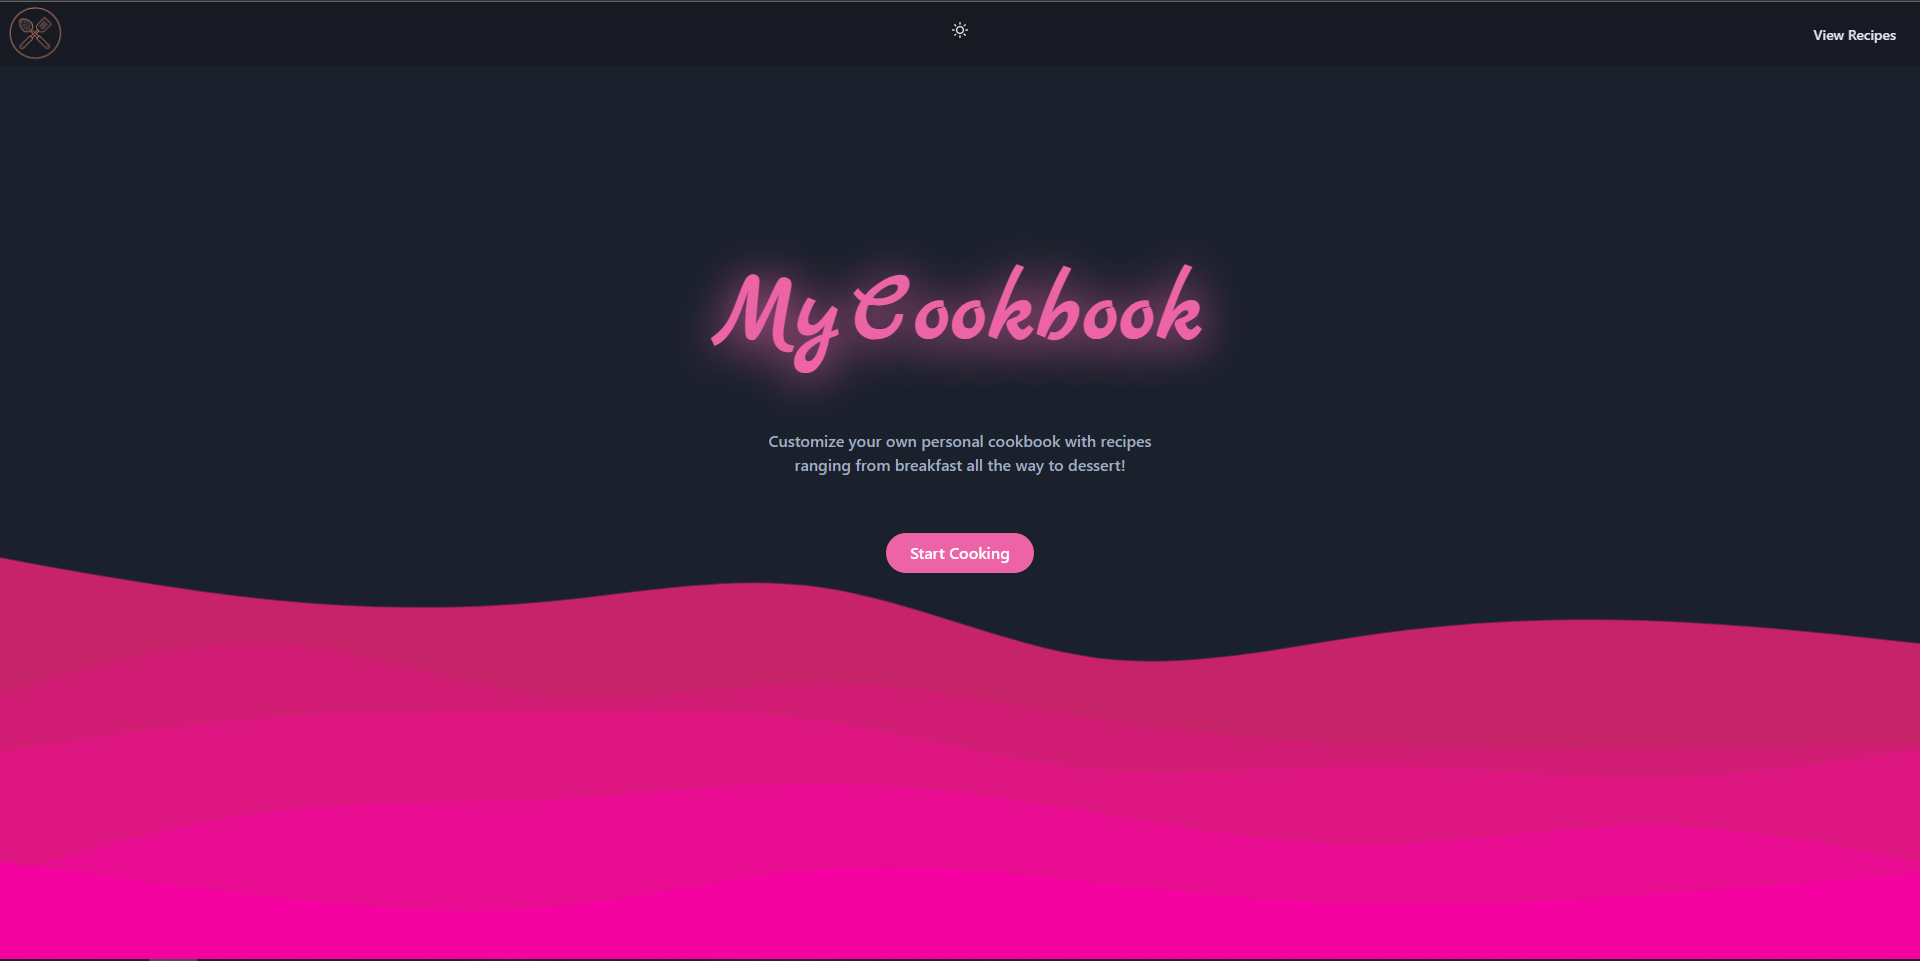 View Recipes
My Cookbook
Customize your own personal cookbook with recipes
ranging from breakfast all the way to dessert!
Start Cooking